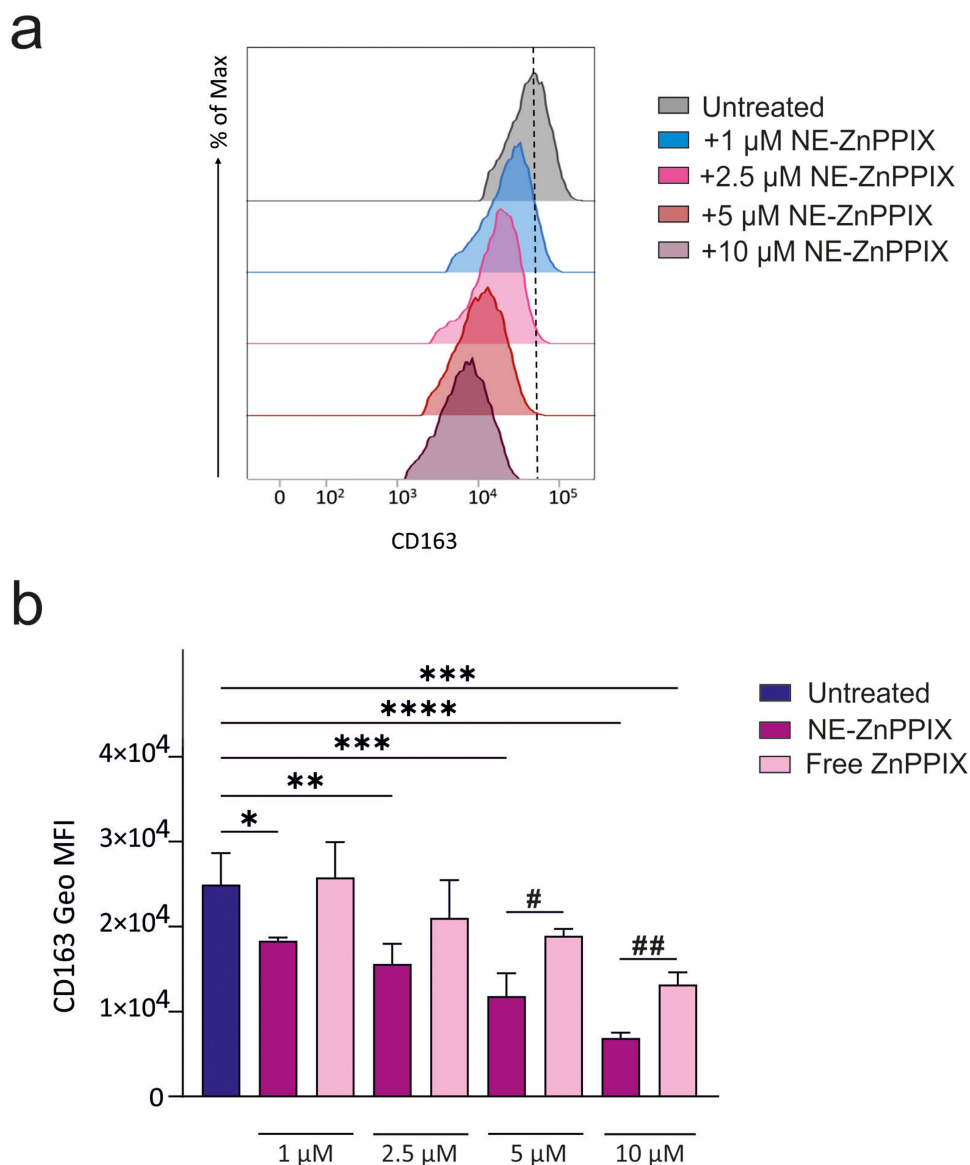 a
% of Max
0 10² 10³ 10⁴ 10⁵
CD163
Untreated
+1 µM NE-ZnPPIX
+2.5 µM NE-ZnPPIX
+5 µM NE-ZnPPIX
+10 µM NE-ZnPPIX
b
***
****
***
**
*
#
##
CD163 Geo MFI
4×10⁴
3×10⁴
2×10⁴
1×10⁴
0
1 µM 2.5 µM 5 µM 10 µM
Untreated
NE-ZnPPIX
Free ZnPPIX